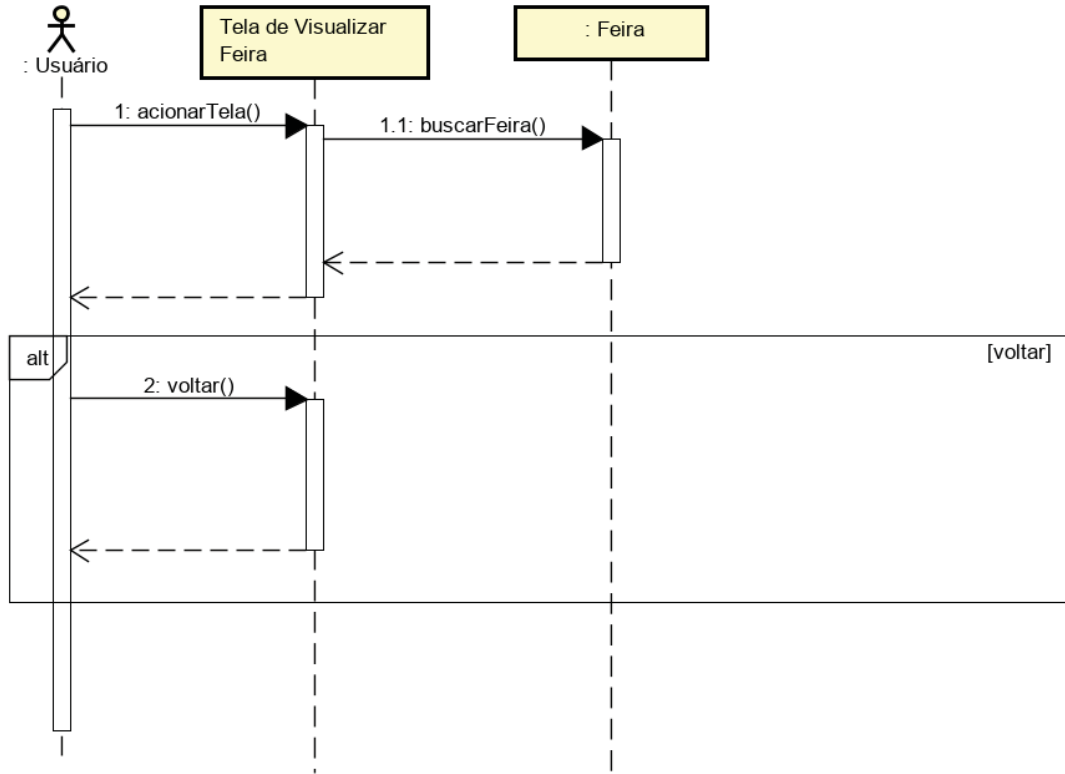 Tela de Visualizar
Feira
: Feira
: Usuário
1: acionarTela()
1.1: buscarFeira()
alt
[voltar]
2: voltar()